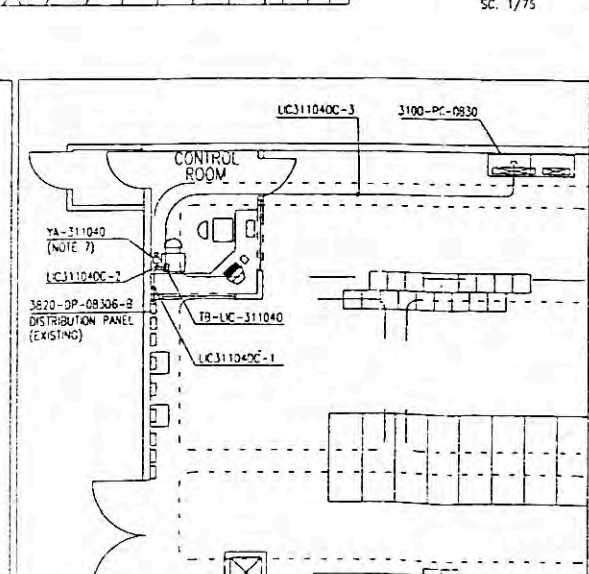 SC. 1/75
LIC311040C-3
3100-PC-0830
CONTROL
ROOM
YA-311040
(NOTE 7)
LIC311040C-2
3820-DP-08306-B
DISTRIBUTION PANEL
(EXISTING)
TB-LIC-311040
LIC311040C-1